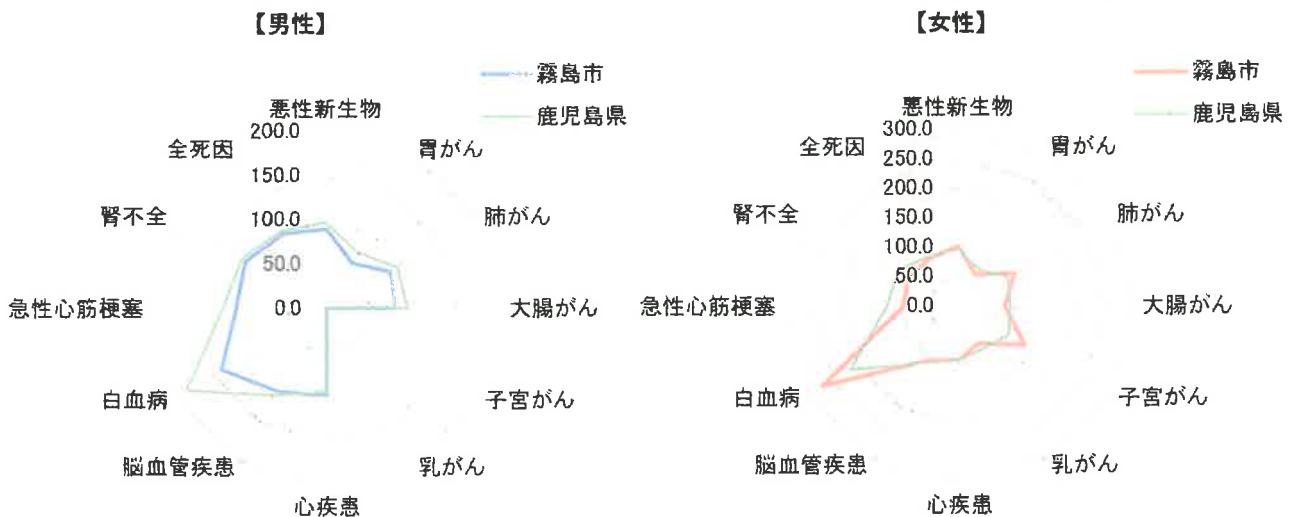 【男性】
霧島市
鹿児島県
悪性新生物
胃がん
肺がん
大腸がん
子宮がん
乳がん
心疾患
脳血管疾患
白血病
急性心筋梗塞
腎不全
全死因
200.0
150.0
100.0
50.0
0.0
【女性】
霧島市
鹿児島県
悪性新生物
胃がん
肺がん
大腸がん
子宮がん
乳がん
心疾患
脳血管疾患
白血病
急性心筋梗塞
腎不全
全死因
300.0
250.0
200.0
150.0
100.0
50.0
0.0